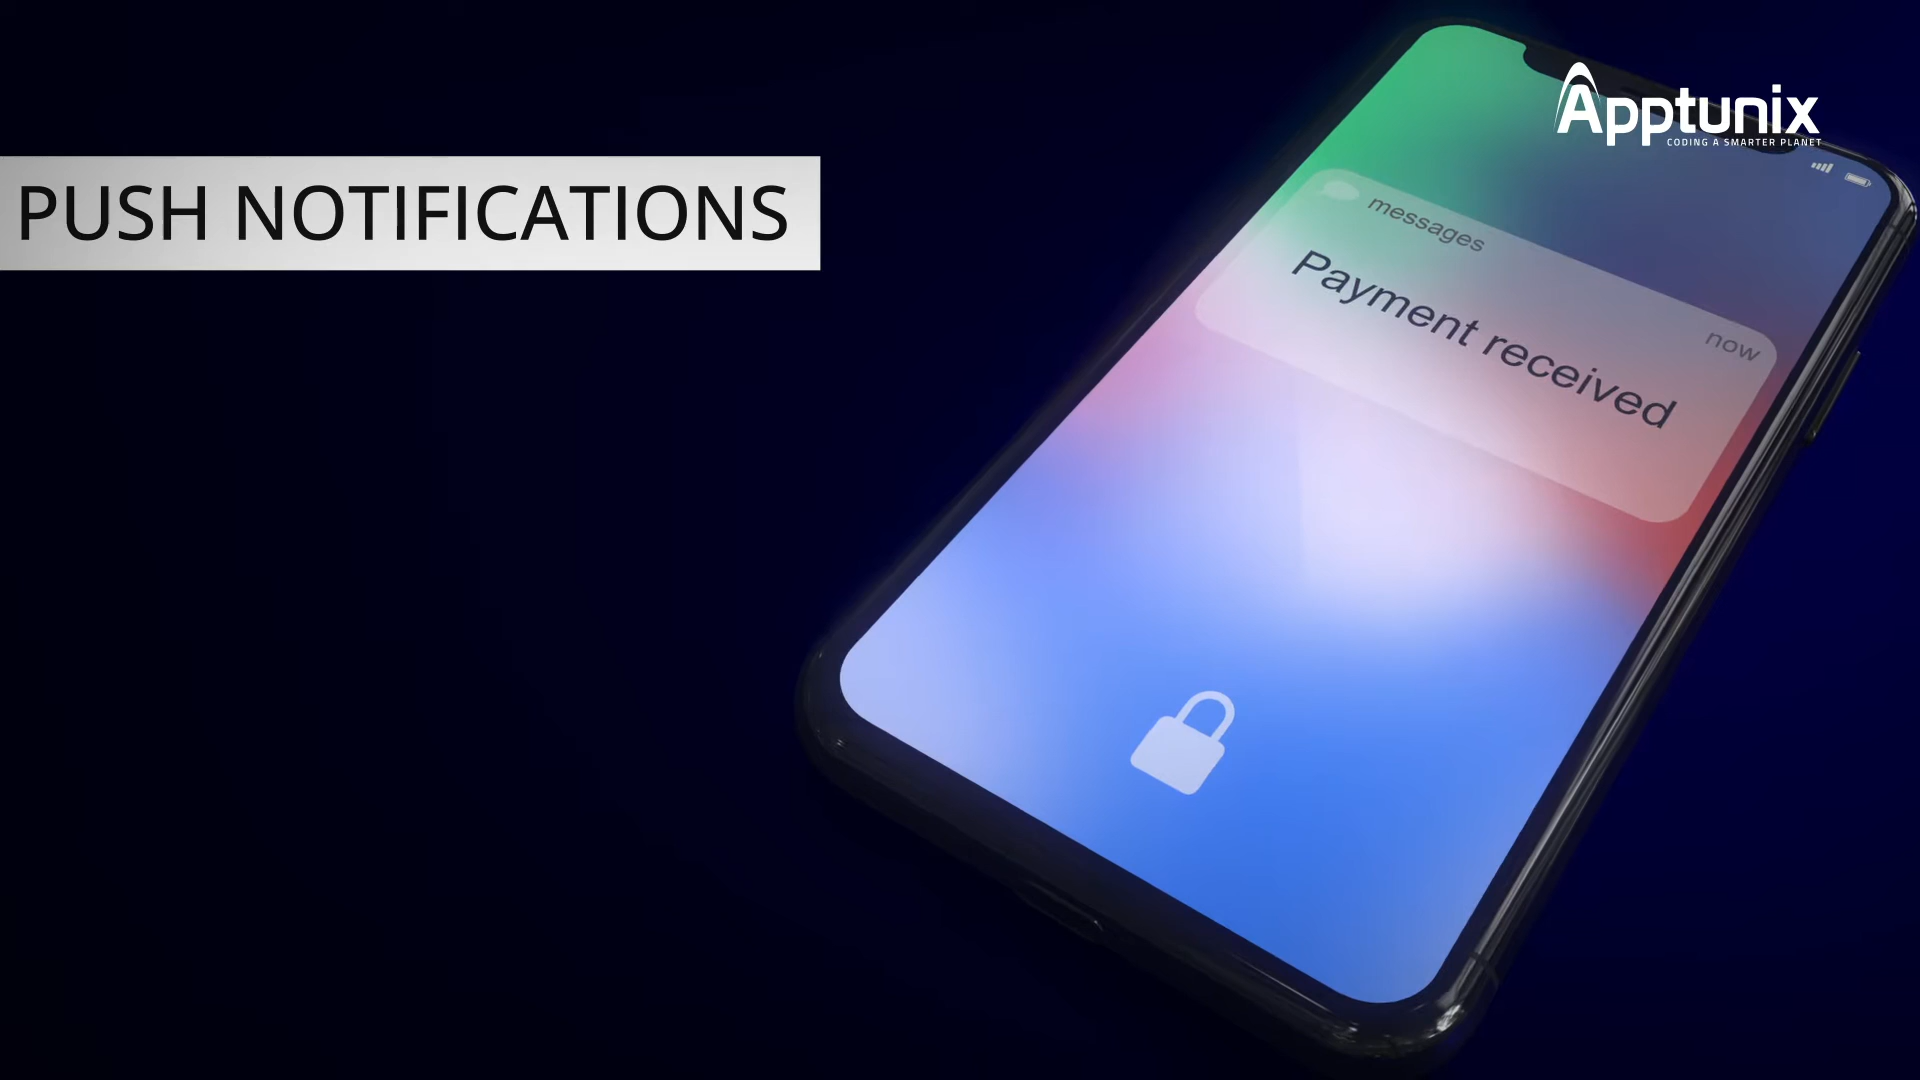 PUSH NOTIFICATIONS
Apptunix
CODING A SMARTER PLANET
messages
now
Payment received